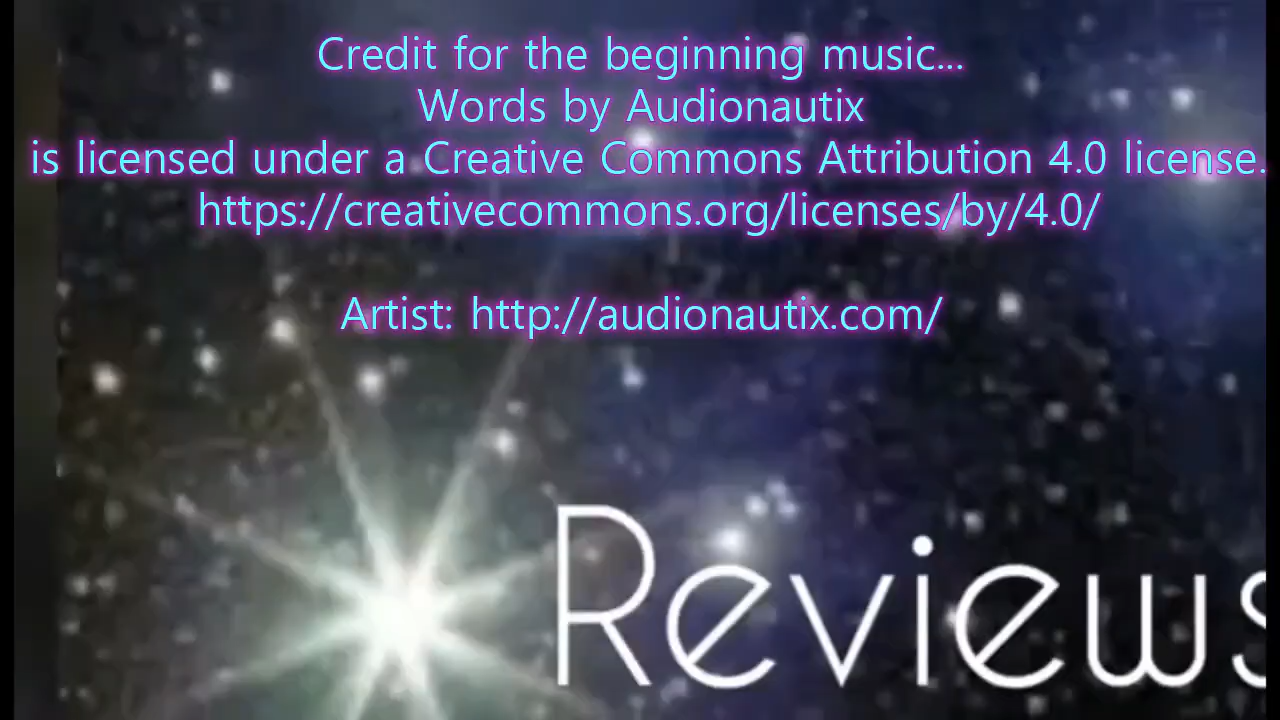 Credit for the beginning music...
Words by Audionautix
is licensed under a Creative Commons Attribution 4.0 license.
https://creativecommons.org/licenses/by/4.0/
Artist: http://audionautix.com/
Reviews